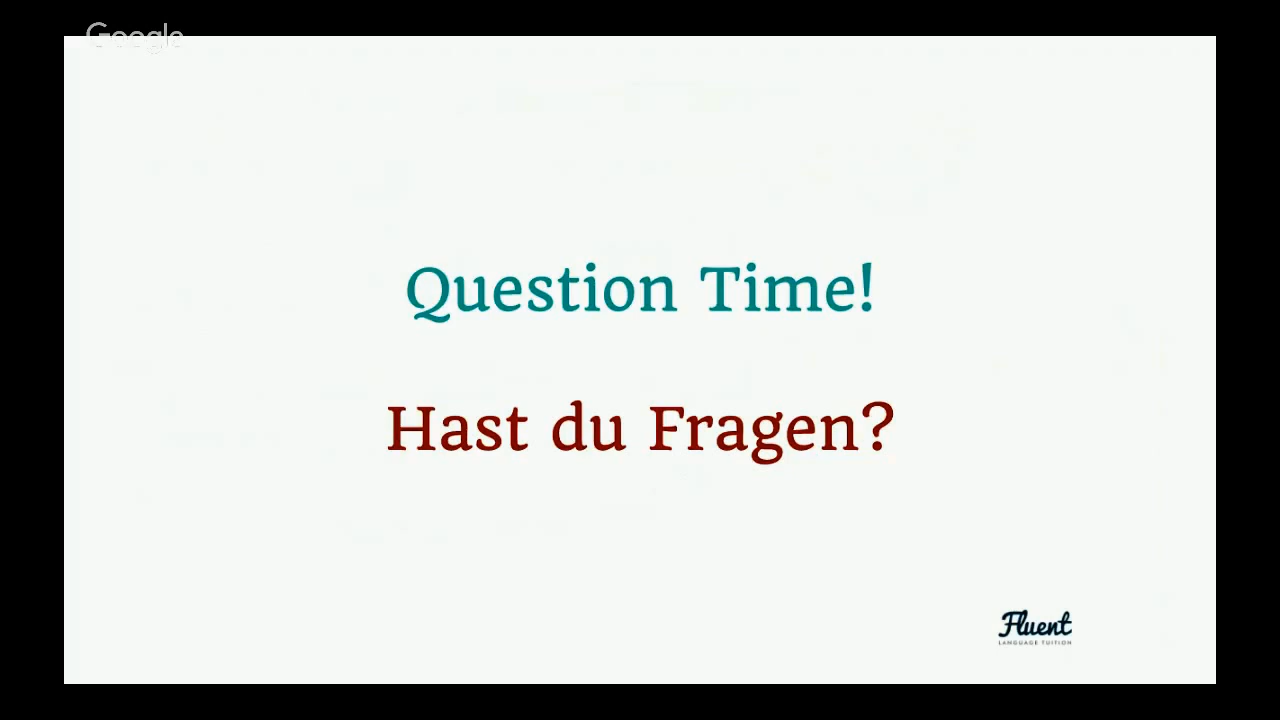 Google
Question Time!
Hast du Fragen?
Fluent
LANGUAGE TUITION